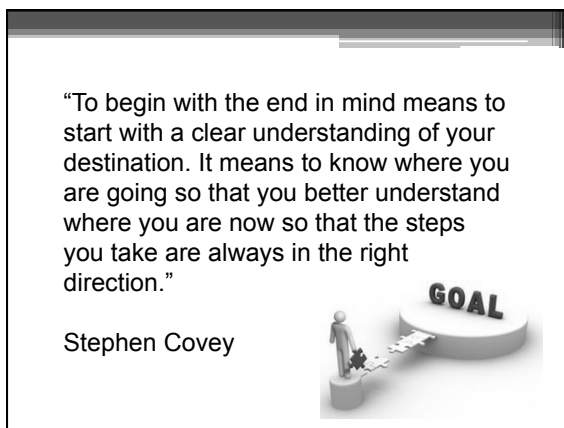 “To begin with the end in mind means to
start with a clear understanding of your
destination. It means to know where you
are going so that you better understand
where you are now so that the steps
you take are always in the right
direction.”
GOAL
Stephen Covey